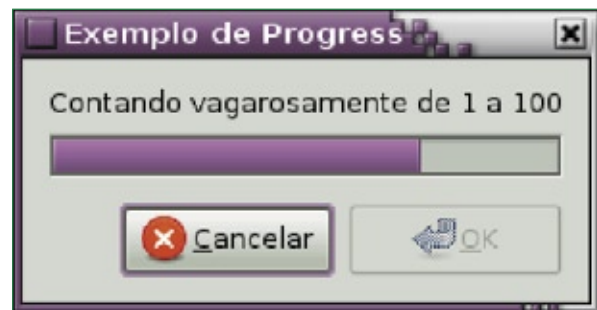 Exemplo de Progress
Contando vagarosamente de 1 a 100
Cancelar
OK